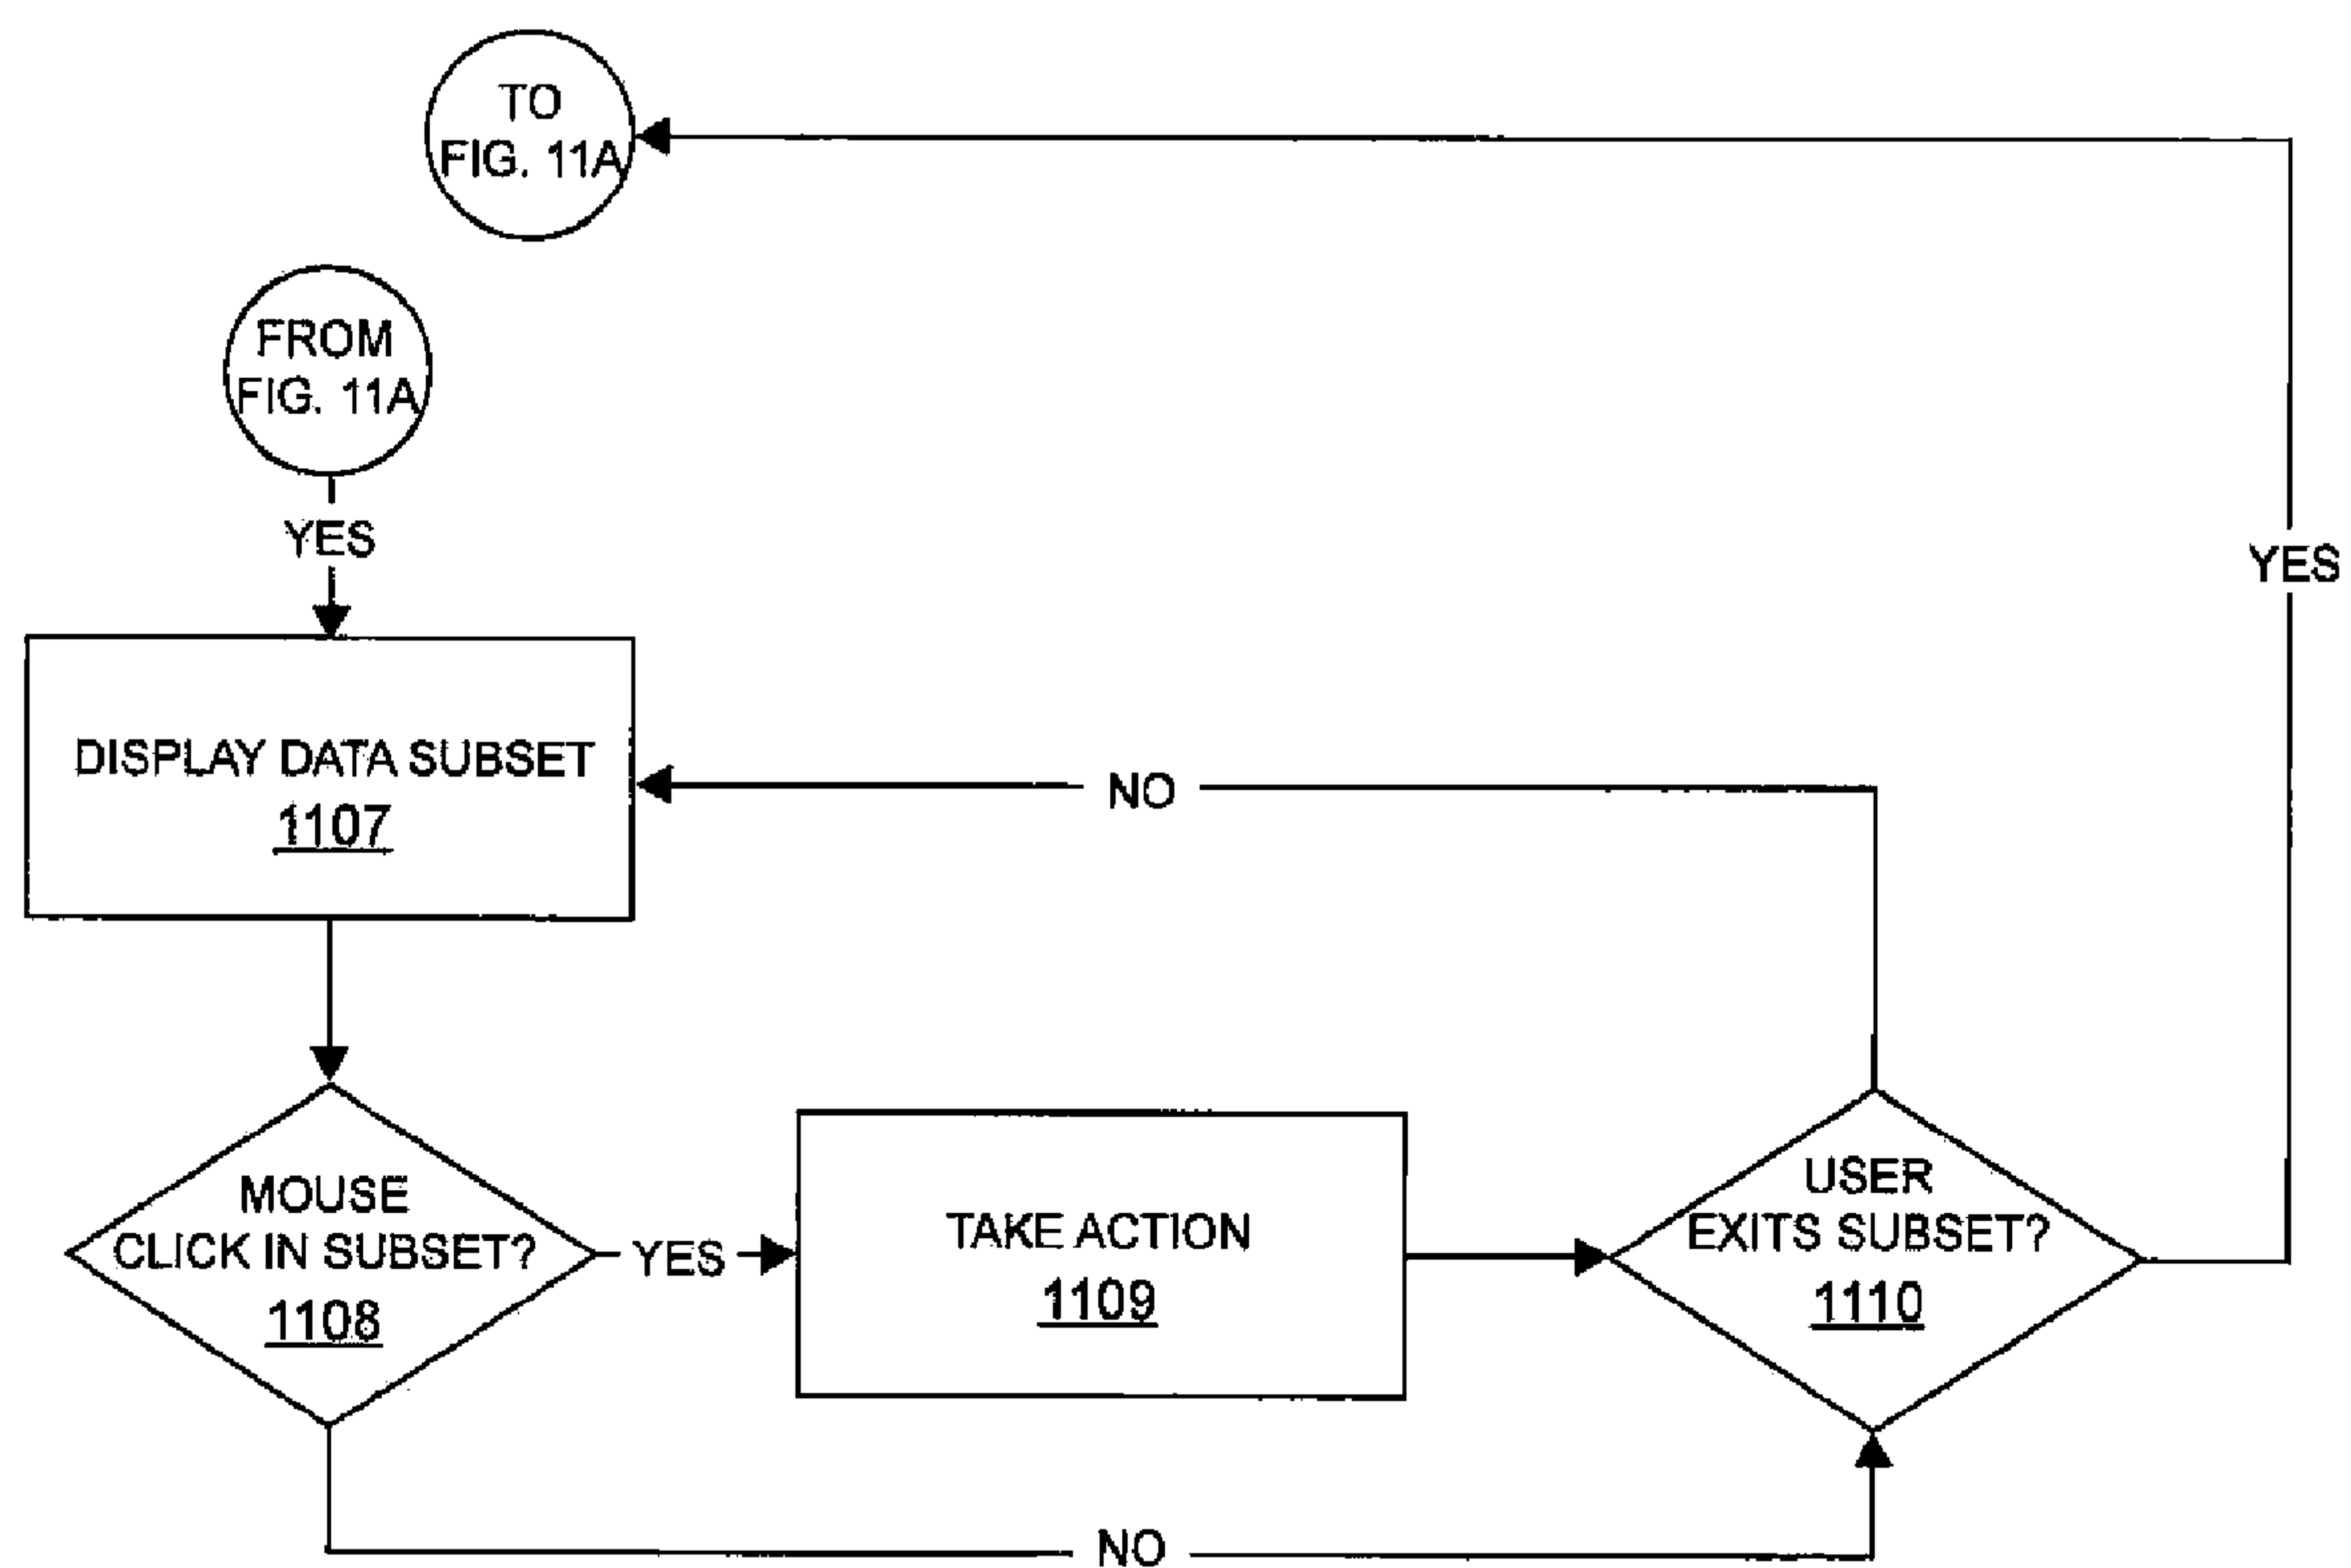 TO
FIG. 11A
FROM
FIG. 11A
YES
YES
DISPLAY DATA SUBSET
1107
NO
MOUSE
CLICK IN SUBSET?
1108
YES
TAKE ACTION
1109
USER
EXITS SUBSET?
1110
NO